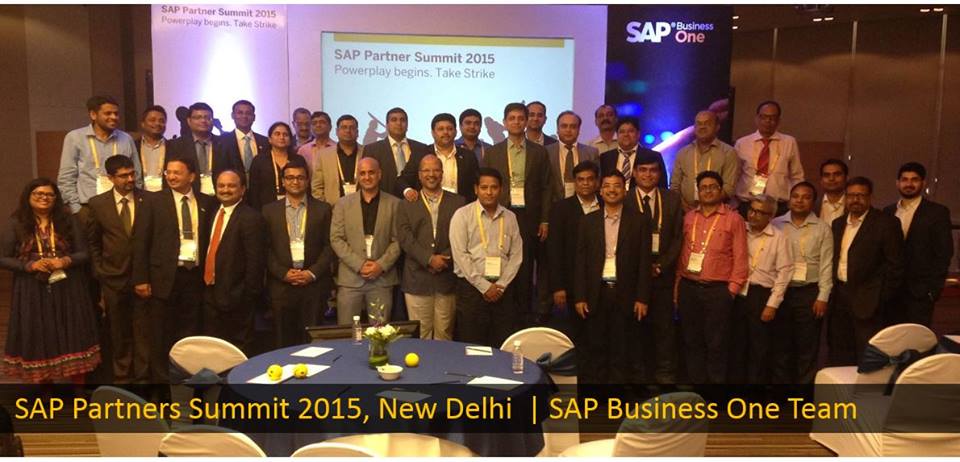 SAP Partner Summit 2015
Powerplay begins. Take Strike
SAP Partner Summit 2015
Powerplay begins. Take Strike
SAP® Business
One
SAP Partners Summit 2015, New Delhi | SAP Business One Team